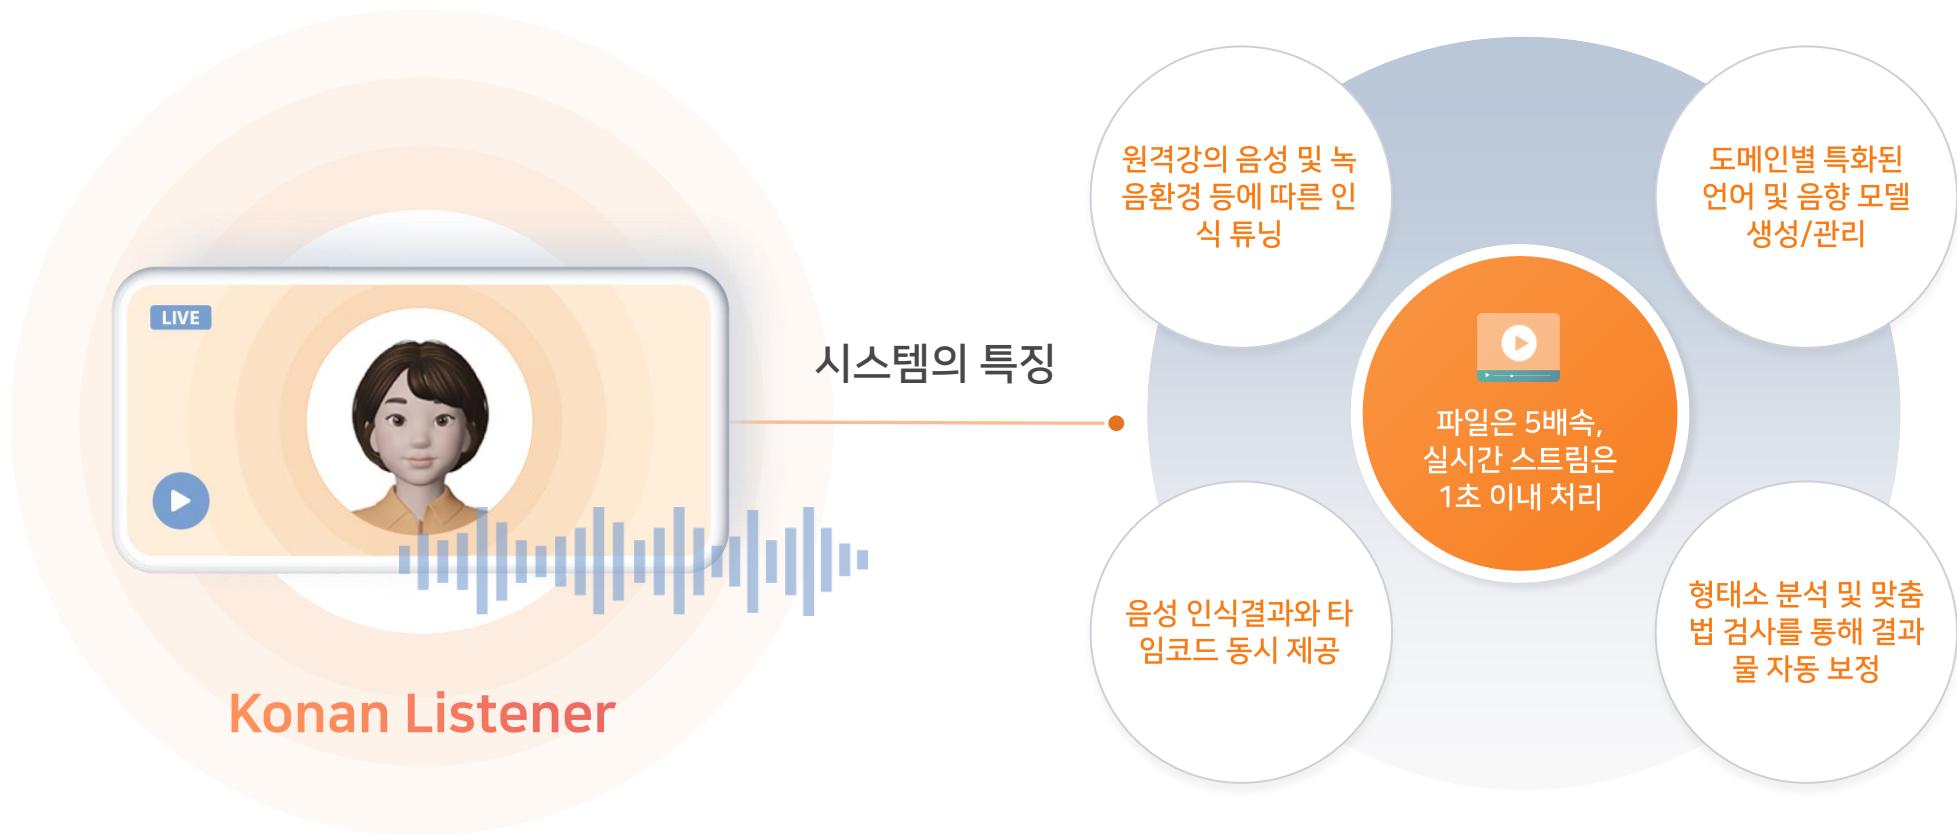 LIVE
Konan Listener
시스템의 특징
원격강의 음성 및 녹
음환경 등에 따른 인
식 튜닝
도메인별 특화된
언어 및 음향 모델
생성/관리
파일은 5배속,
실시간 스트림은
1초 이내 처리
음성 인식결과와 타
임코드 동시 제공
형태소 분석 및 맞춤
법 검사를 통해 결과
물 자동 보정